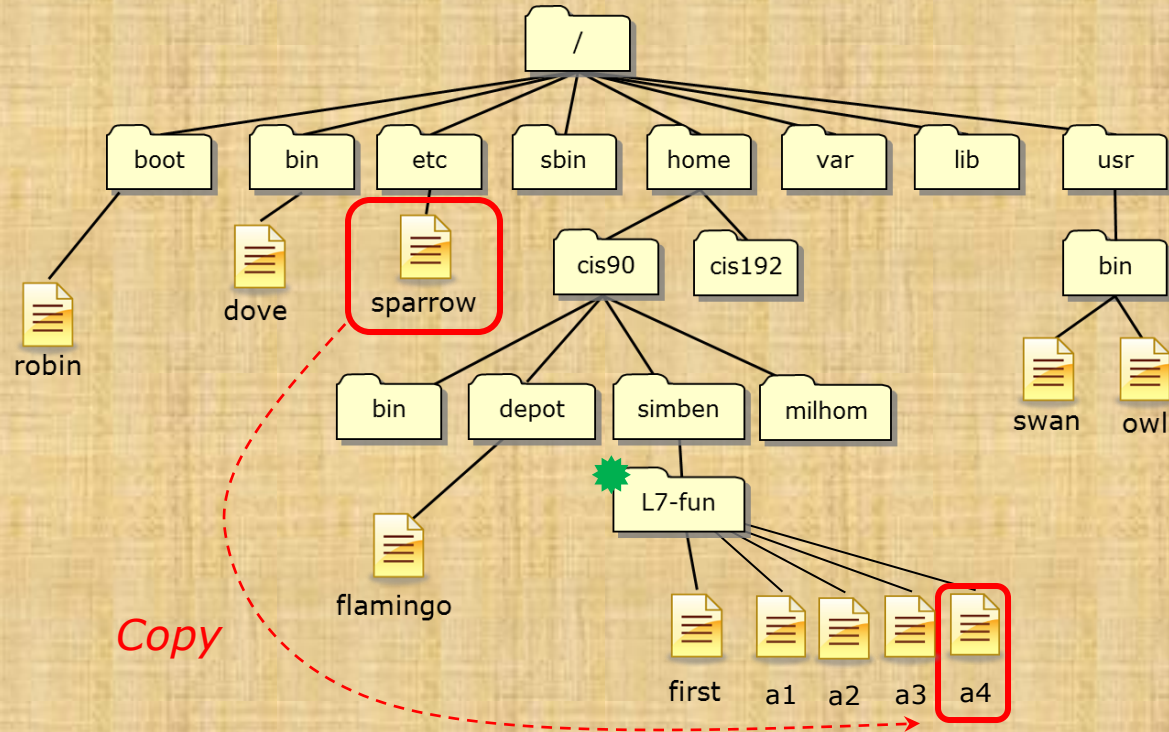 /
boot
bin
etc
sbin
home
var
lib
usr
sparrow
dove
robin
cis90
cis192
bin
swan
owl
bin
depot
simben
milhom
L7-fun
flamingo
Copy
first
a1
a2
a3
a4